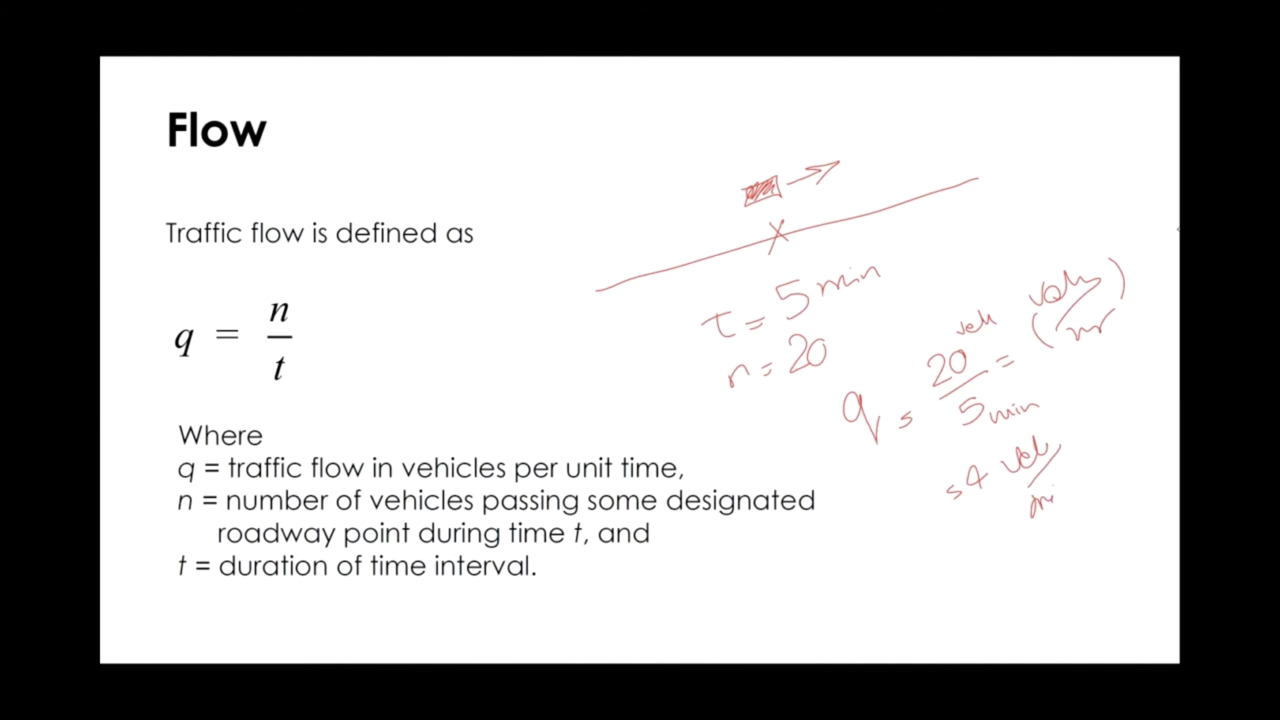 Flow
Traffic flow is defined as
q = n
t
Where
q = traffic flow in vehicles per unit time,
n = number of vehicles passing some designated
roadway point during time t, and
t = duration of time interval.
t = 5 min
n = 20
q = 20 veh =
5 min
= 4 veh